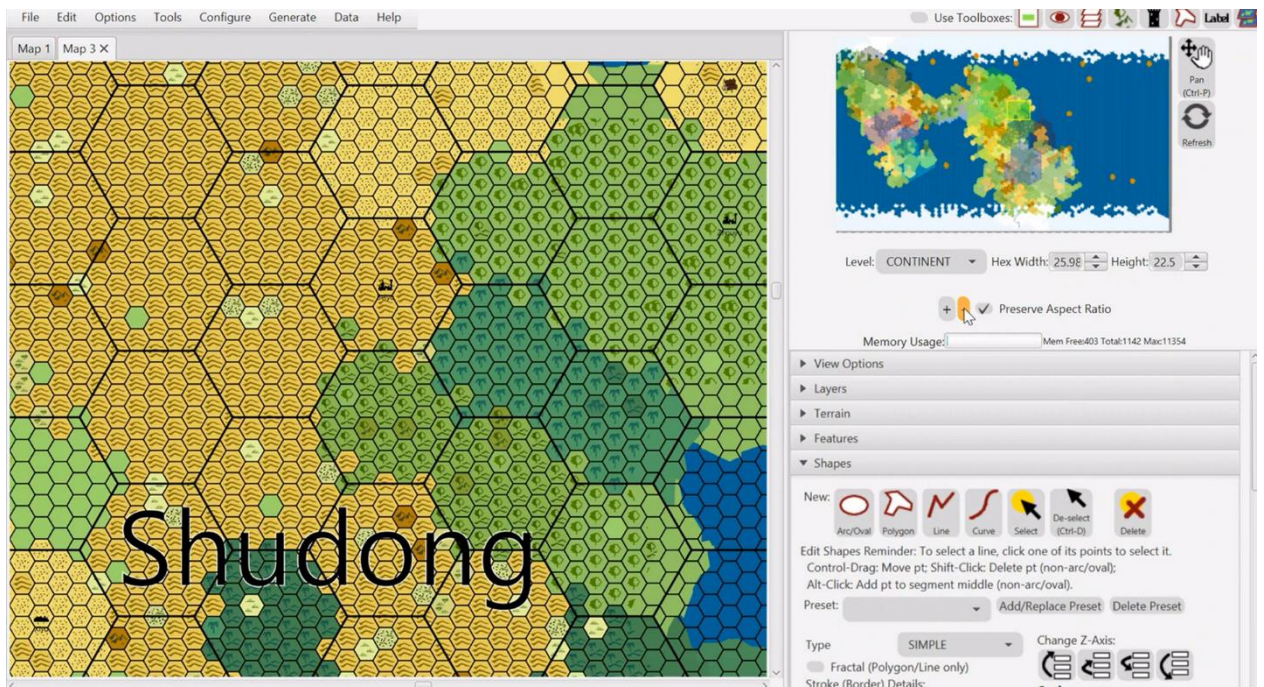 File Edit Options Tools Configure Generate Data Help
Use Toolboxes: Label
Map 1 Map 3
Pan
(Ctrl-P)
Refresh
Level: CONTINENT Hex Width: 25.98 Height: 22.5
+ Preserve Aspect Ratio
Memory Usage: Mem Free:403 Total:1142 Max:11354
View Options
Layers
Terrain
Features
Shapes
New: Arc/Oval Polygon Line Curve Select De-select (Ctrl-D) Delete
Edit Shapes Reminder: To select a line, click one of its points to select it.
Control-Drag: Move pt; Shift-Click: Delete pt (non-arc/oval);
Alt-Click: Add pt to segment middle (non-arc/oval).
Preset: Add/Replace Preset Delete Preset
Type SIMPLE Change Z-Axis:
Fractal (Polygon/Line only)
Stroke (Border) Details:
Shudong